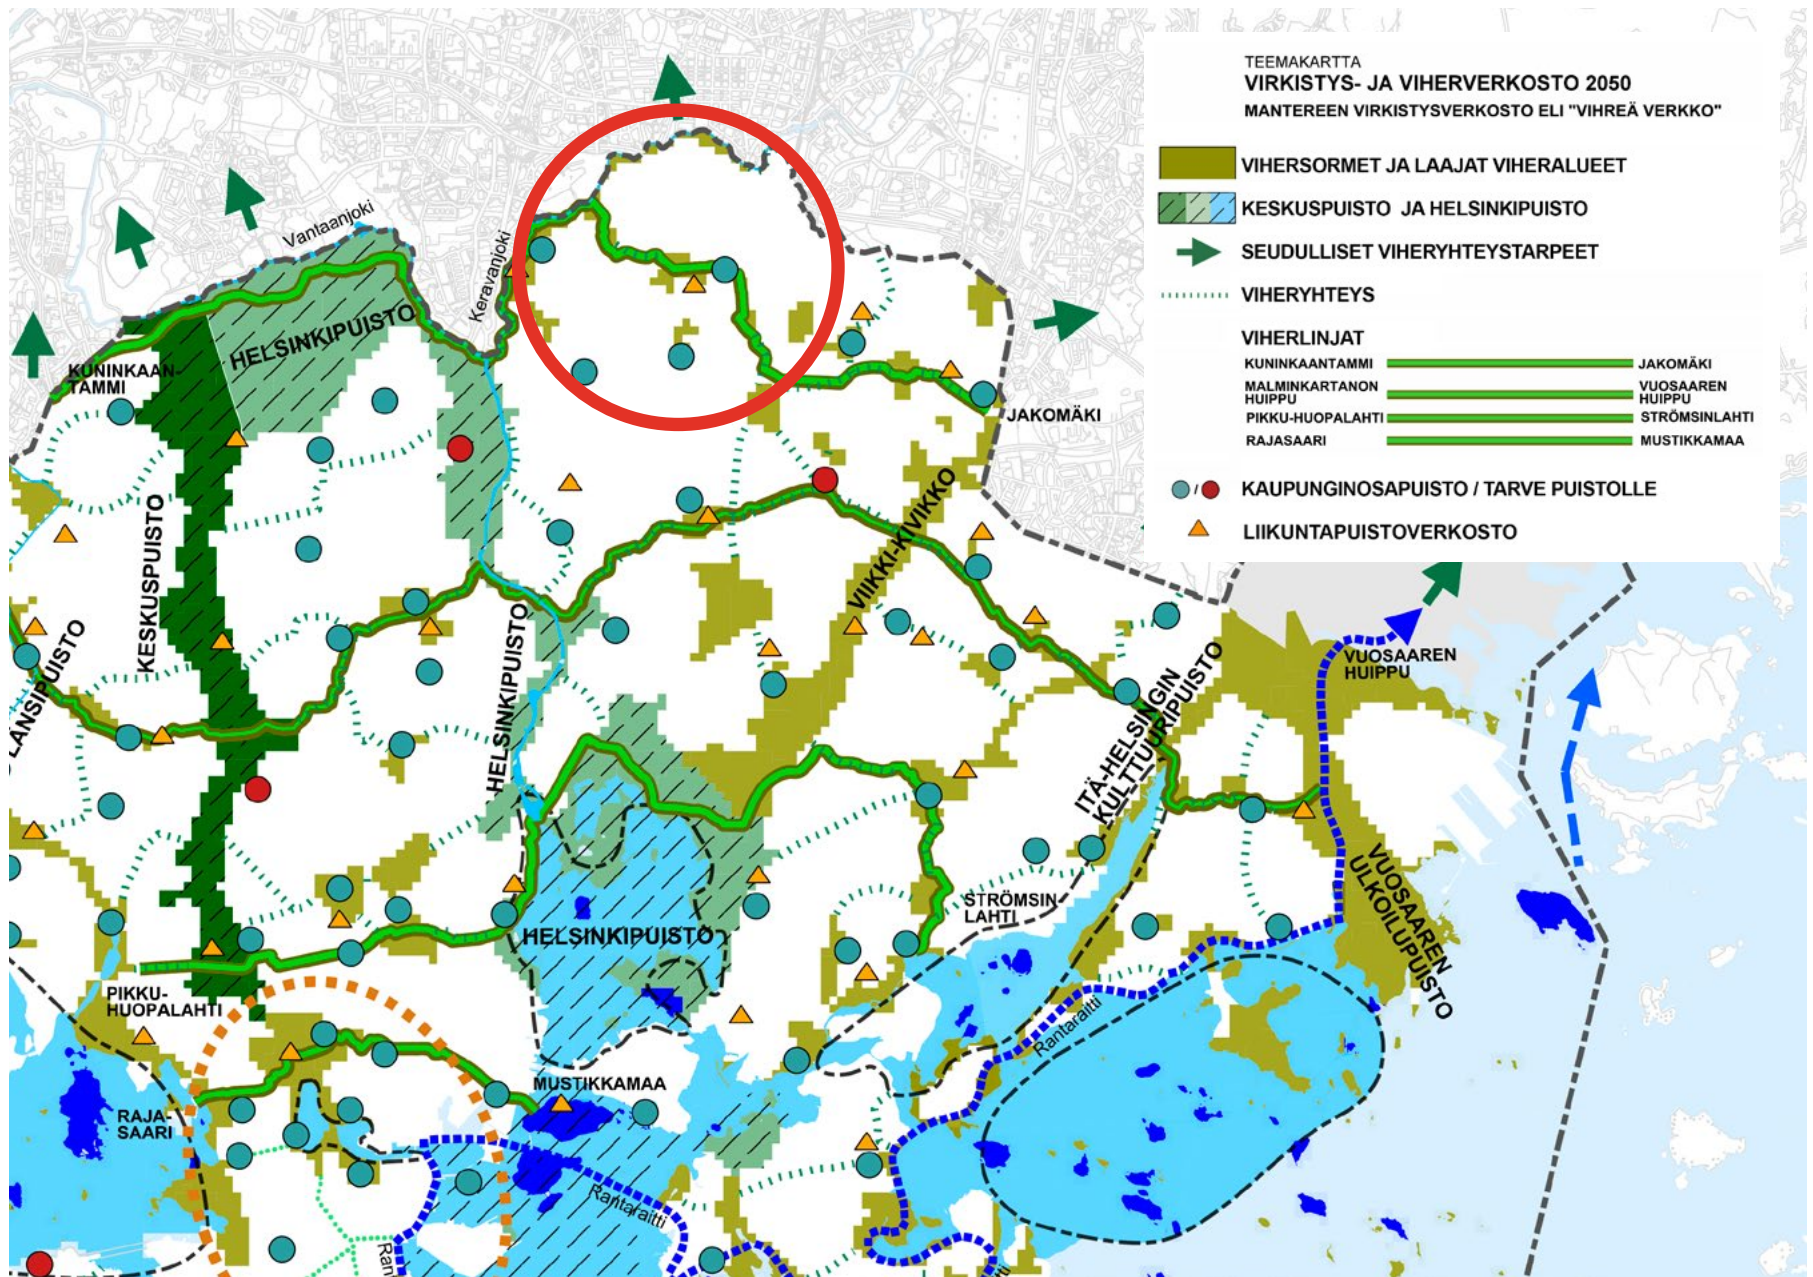 TEEMAKARTTA
VIRKISTYS- JA VIHERVERKOSTO 2050
MANTEREEN VIRKISTYSVERKOSTO ELI "VIHREÄ VERKKO"
VIHERSORMET JA LAAJAT VIHERALUEET
KESKUSPUISTO JA HELSINKIPUISTO
SEUDULLISET VIHERYHTEYSTARPEET
VIHERYHTEYS
VIHERLINJAT
KUNINKAANTAMMI JAKOMÄKI
MALMINKARTANON
HUIPPU
VUOSAAREN
HUIPPU
PIKKU-HUOPALAHTI STRÖMSINLAHTI
RAJASAARI MUSTIKKAMAA
/
KAUPUNGINOSAPUISTO / TARVE PUISTOLLE
LIIKUNTAPUISTOVERKOSTO
Vantaanjoki
Keravanjoki
HELSINKIPUISTO
KUNINKAAN-
TAMMI
JAKOMÄKI
KESKUSPUISTO
VIIKKI-KIVIKKO
LÄNSIPUISTO
HELSINKIPUISTO
ITÄ-HELSINGIN
KULTTUURIPUISTO
VUOSAAREN
HUIPPU
VUOSAAREN
ULKOILUPUISTO
STRÖMSIN
LAHTI
HELSINKIPUISTO
PIKKU-
HUOPALAHTI
Rantaraitti
MUSTIKKAMAA
RAJA-
SAARI
Rantaraitti